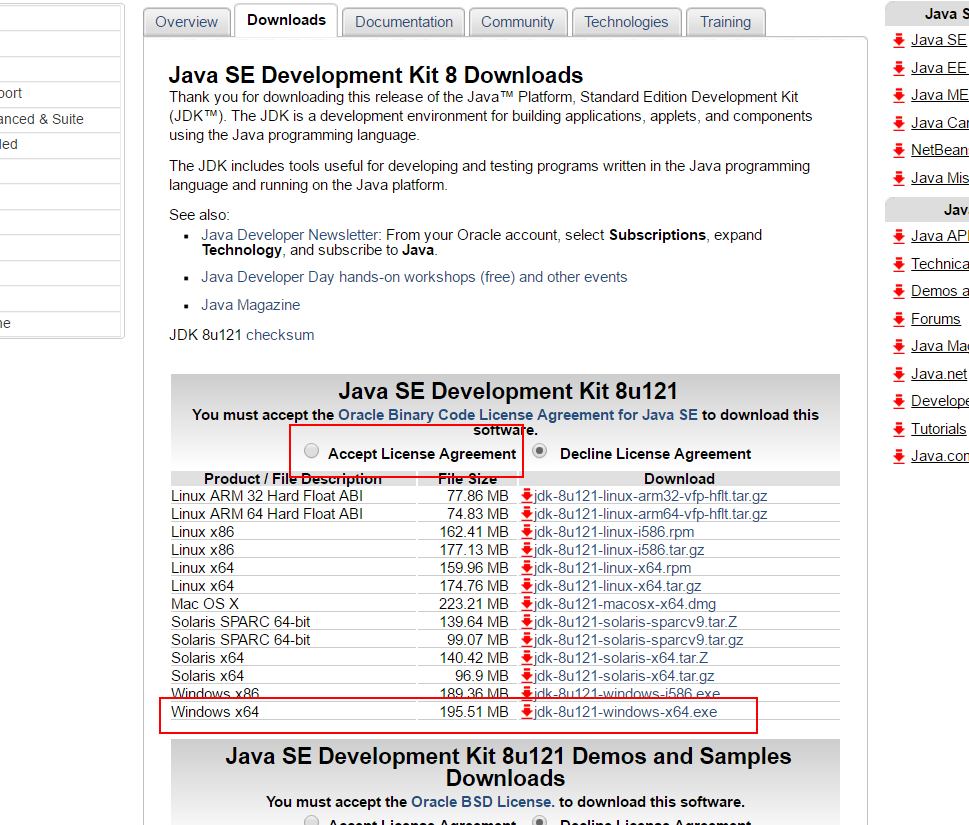 Overview Downloads Documentation Community Technologies Training
Java SE Development Kit 8 Downloads
Thank you for downloading this release of the Java™ Platform, Standard Edition Development Kit
(JDK™). The JDK is a development environment for building applications, applets, and components
using the Java programming language.
The JDK includes tools useful for developing and testing programs written in the Java programming
language and running on the Java platform.
See also:
Java Developer Newsletter: From your Oracle account, select Subscriptions, expand
Technology, and subscribe to Java.
Java Developer Day hands-on workshops (free) and other events
Java Magazine
JDK 8u121 checksum
Java SE Development Kit 8u121
You must accept the Oracle Binary Code License Agreement for Java SE to download this
software.
Accept License Agreement Decline License Agreement
Product / File Description File Size Download
Linux ARM 32 Hard Float ABI 77.86 MB jdk-8u121-linux-arm32-vfp-hflt.tar.gz
Linux ARM 64 Hard Float ABI 74.83 MB jdk-8u121-linux-arm64-vfp-hflt.tar.gz
Linux x86 162.41 MB jdk-8u121-linux-i586.rpm
Linux x86 177.13 MB jdk-8u121-linux-i586.tar.gz
Linux x64 159.96 MB jdk-8u121-linux-x64.rpm
Linux x64 174.76 MB jdk-8u121-linux-x64.tar.gz
Mac OS X 223.21 MB jdk-8u121-macosx-x64.dmg
Solaris SPARC 64-bit 139.64 MB jdk-8u121-solaris-sparcv9.tar.Z
Solaris SPARC 64-bit 99.07 MB jdk-8u121-solaris-sparcv9.tar.gz
Solaris x64 140.42 MB jdk-8u121-solaris-x64.tar.Z
Solaris x64 96.9 MB jdk-8u121-solaris-x64.tar.gz
Windows x86 189.36 MB jdk-8u121-windows-i586.exe
Windows x64 195.51 MB jdk-8u121-windows-x64.exe
Java SE Development Kit 8u121 Demos and Samples
Downloads
You must accept the Oracle BSD License. to download this software.
Accept License Agreement Decline License Agreement
& Suite
Java S
Java SE
Java EE
Java ME
Java Car
NetBean
Java Mis
Jav
Java API
Technica
Demos a
Forums
Java Mag
Java.net
Develope
Tutorials
Java.com